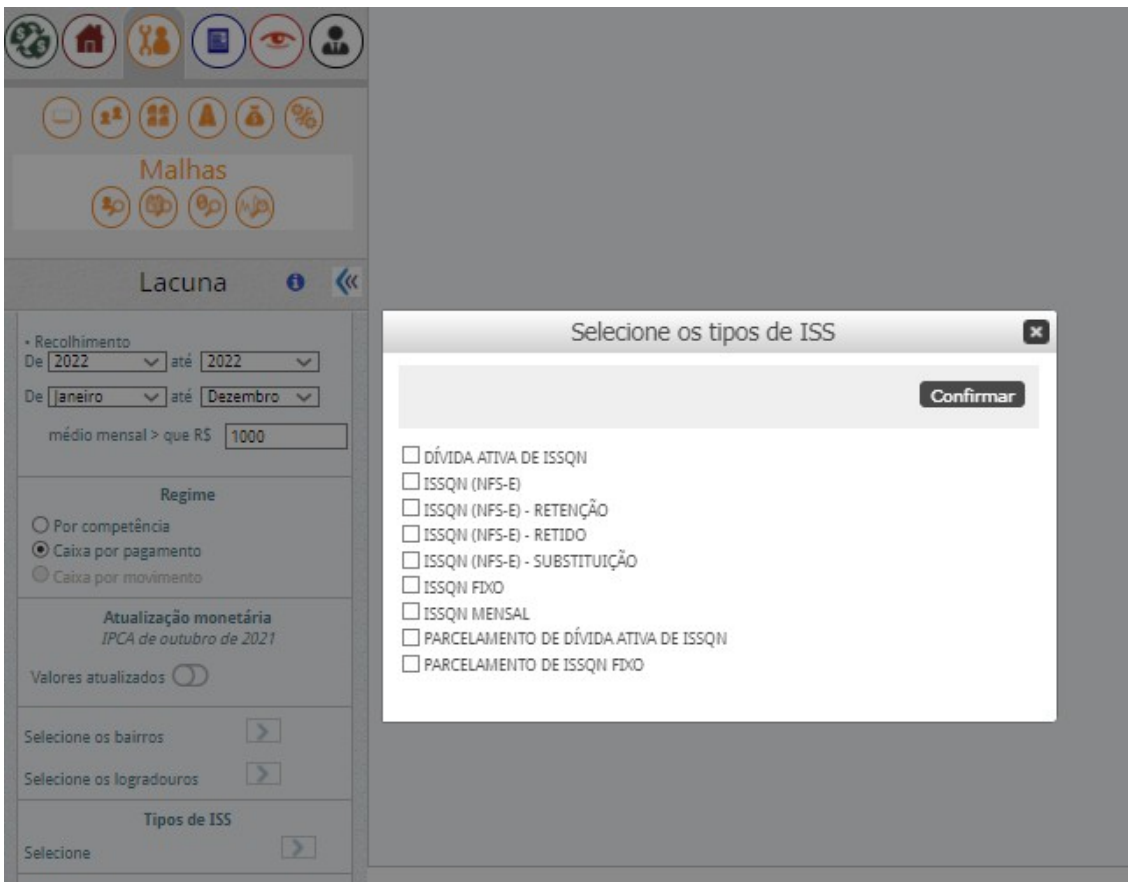 Malhas
Lacuna
• Recolhimento
De 2022 até 2022
De Janeiro até Dezembro
médio mensal > que R$ 1000
Regime
Por competência
Caixa por pagamento
Caixa por movimento
Atualização monetária
IPCA de outubro de 2021
Valores atualizados
Selecione os bairros
Selecione os logradouros
Tipos de ISS
Selecione
Selecione os tipos de ISS
Confirmar
DÍVIDA ATIVA DE ISSQN
ISSQN (NFS-E)
ISSQN (NFS-E) - RETENÇÃO
ISSQN (NFS-E) - RETIDO
ISSQN (NFS-E) - SUBSTITUIÇÃO
ISSQN FIXO
ISSQN MENSAL
PARCELAMENTO DE DÍVIDA ATIVA DE ISSQN
PARCELAMENTO DE ISSQN FIXO